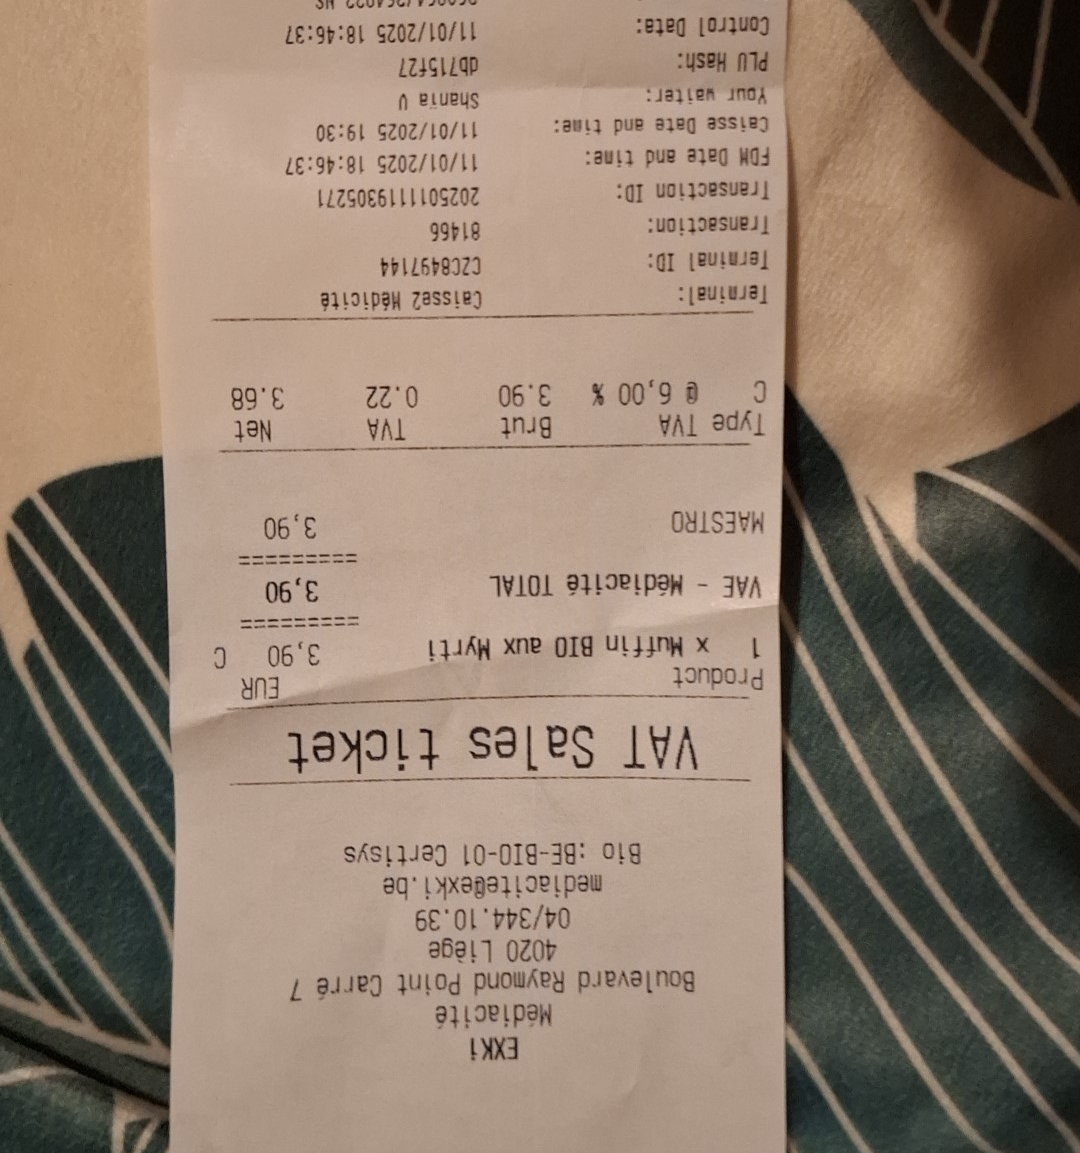 EXKi
Médiacité
Boulevard Raymond Point Carré 7
4020 Liège
04/344.10.39
mediacite@exki.be
Bio :BE-BIO-01 Certisys
VAT Sales ticket
Product EUR
1 x Muffin BIO aux Myrti 3,90 C
=========
VAE - Médiacité TOTAL 3,90
=========
MAESTRO 3,90
Type TVA Brut TVA Net
C @ 6,00 % 3.90 0.22 3.68
Terminal: Caisse2 Médicité
Terminal ID: CZC8497144
Transaction: 81466
Transaction ID: 20250111119305271
FDM Date and time: 11/01/2025 18:46:37
Caisse Date and time: 11/01/2025 19:30
Your waiter: Shania U
PLU Hash: db715f27
Control Data: 11/01/2025 18:46:37